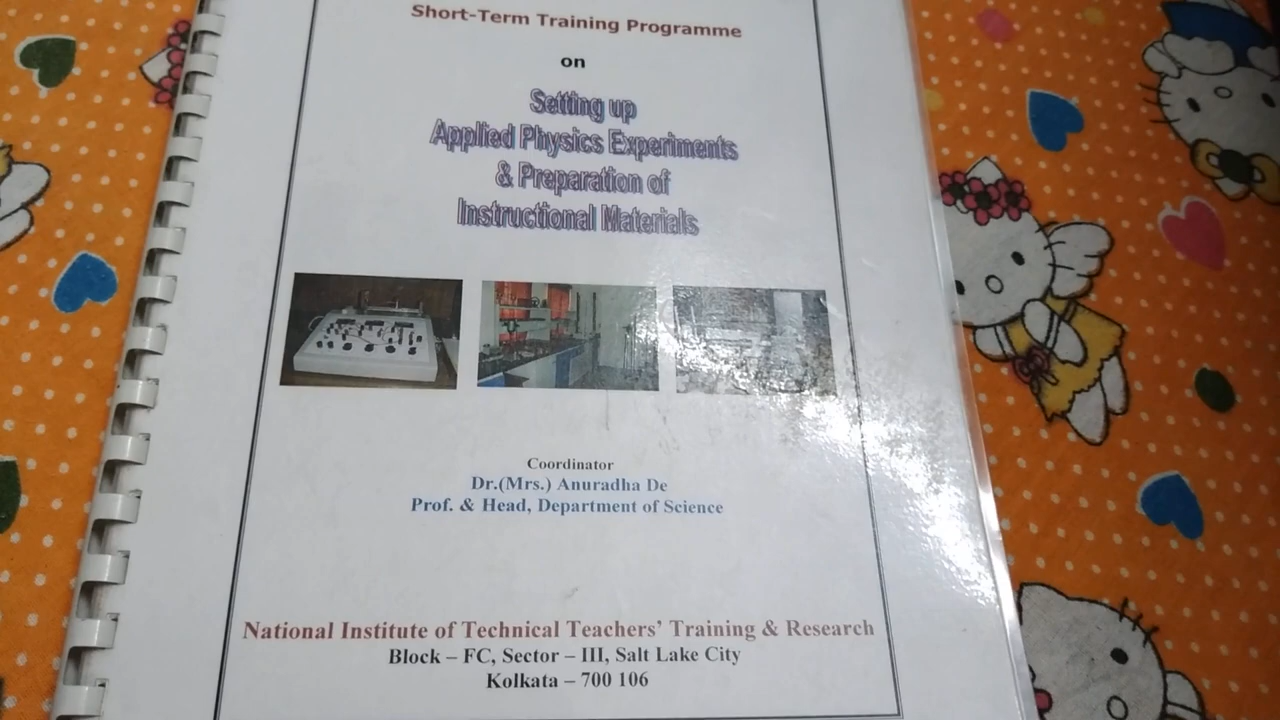 Short-Term Training Programme
on
Setting up
Applied Physics Experiments
& Preparation of
Instructional Materials
Coordinator
Dr.(Mrs.) Anuradha De
Prof. & Head, Department of Science
National Institute of Technical Teachers' Training & Research
Block – FC, Sector – III, Salt Lake City
Kolkata – 700 106